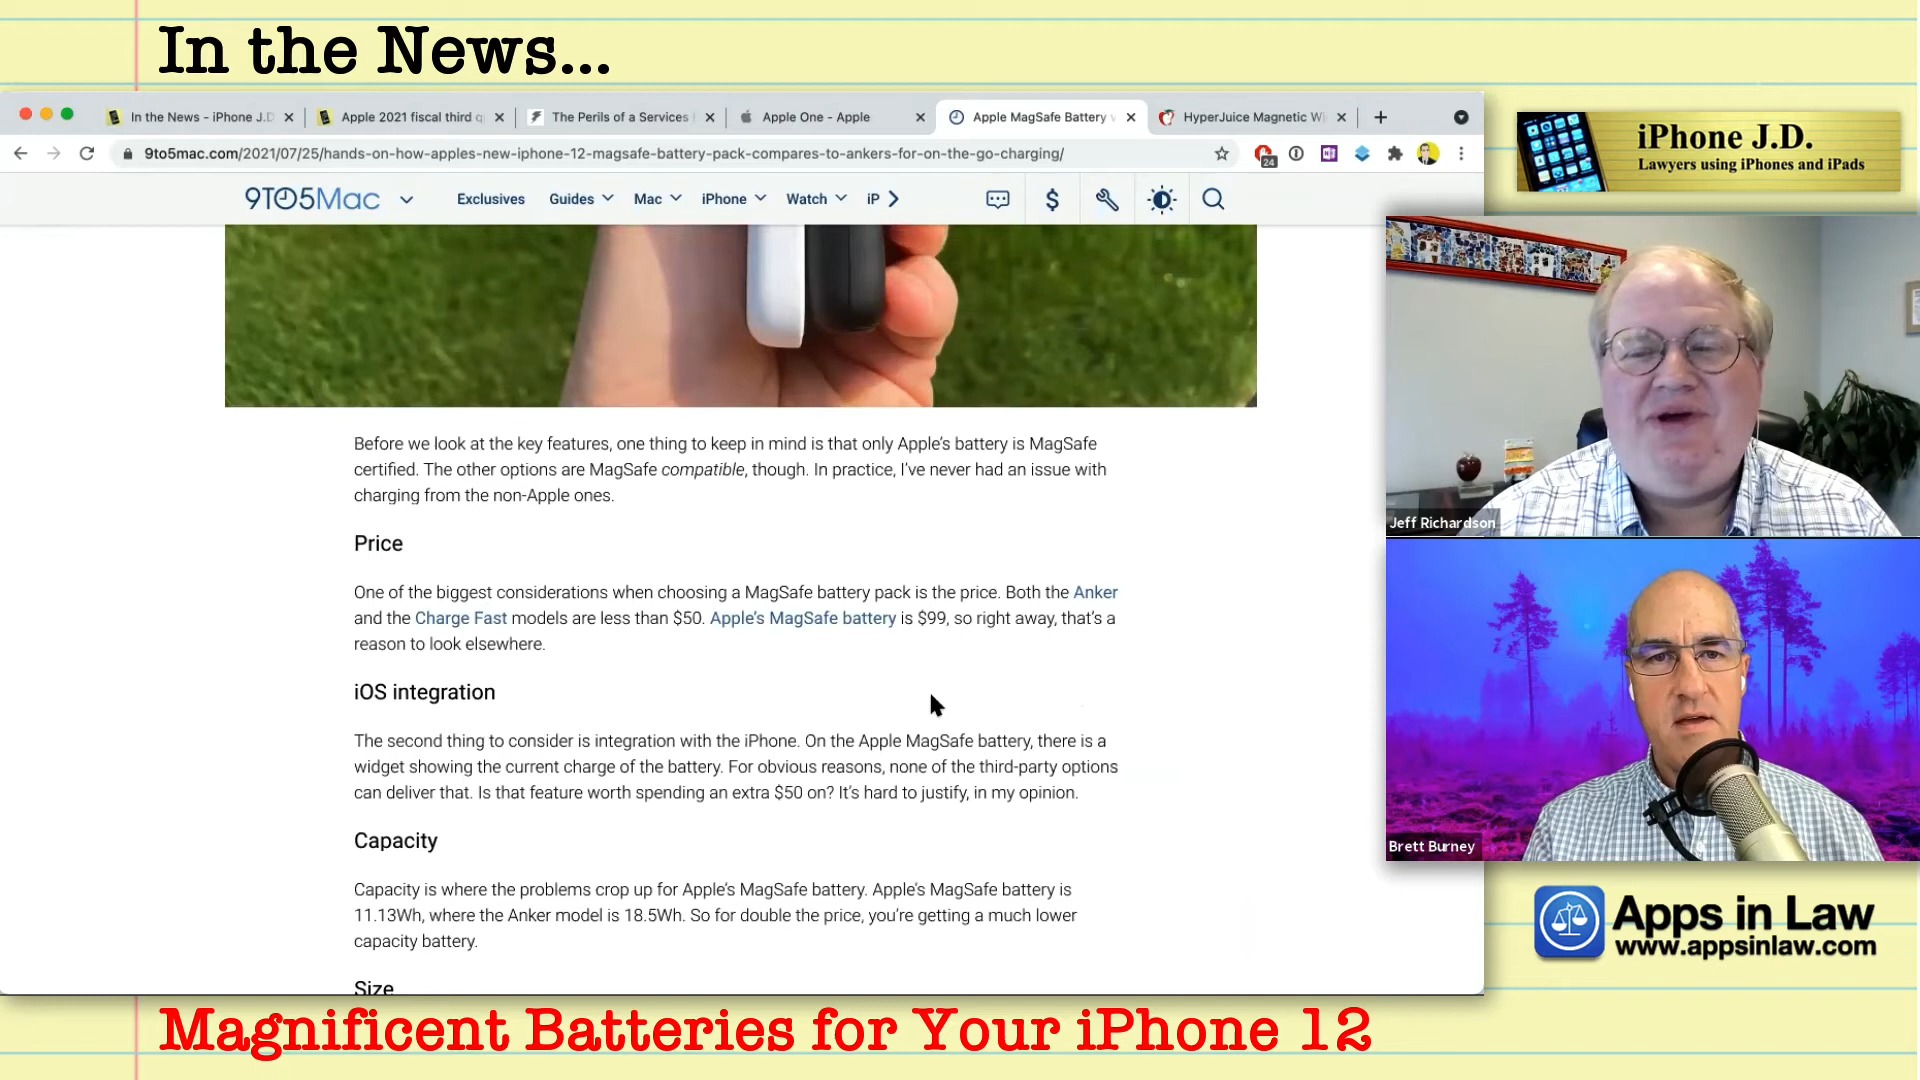 In the News...
In the News - iPhone J.D
Apple 2021 fiscal third q
The Perils of a Services
Apple One - Apple
Apple MagSafe Battery v
HyperJuice Magnetic Wi
9to5mac.com/2021/07/25/hands-on-how-apples-new-iphone-12-magsafe-battery-pack-compares-to-ankers-for-on-the-go-charging/
24
9TO5Mac
Exclusives
Guides
Mac
iPhone
Watch
iP
iPhone J.D.
Lawyers using iPhones and iPads
Before we look at the key features, one thing to keep in mind is that only Apple's battery is MagSafe
certified. The other options are MagSafe compatible, though. In practice, I've never had an issue with
charging from the non-Apple ones.
Price
One of the biggest considerations when choosing a MagSafe battery pack is the price. Both the Anker
and the Charge Fast models are less than $50. Apple's MagSafe battery is $99, so right away, that's a
reason to look elsewhere.
iOS integration
The second thing to consider is integration with the iPhone. On the Apple MagSafe battery, there is a
widget showing the current charge of the battery. For obvious reasons, none of the third-party options
can deliver that. Is that feature worth spending an extra $50 on? It's hard to justify, in my opinion.
Capacity
Capacity is where the problems crop up for Apple's MagSafe battery. Apple's MagSafe battery is
11.13Wh, where the Anker model is 18.5Wh. So for double the price, you're getting a much lower
capacity battery.
Size
Jeff Richardson
Brett Burney
Apps in Law
www.appsinlaw.com
Magnificent Batteries for Your iPhone 12